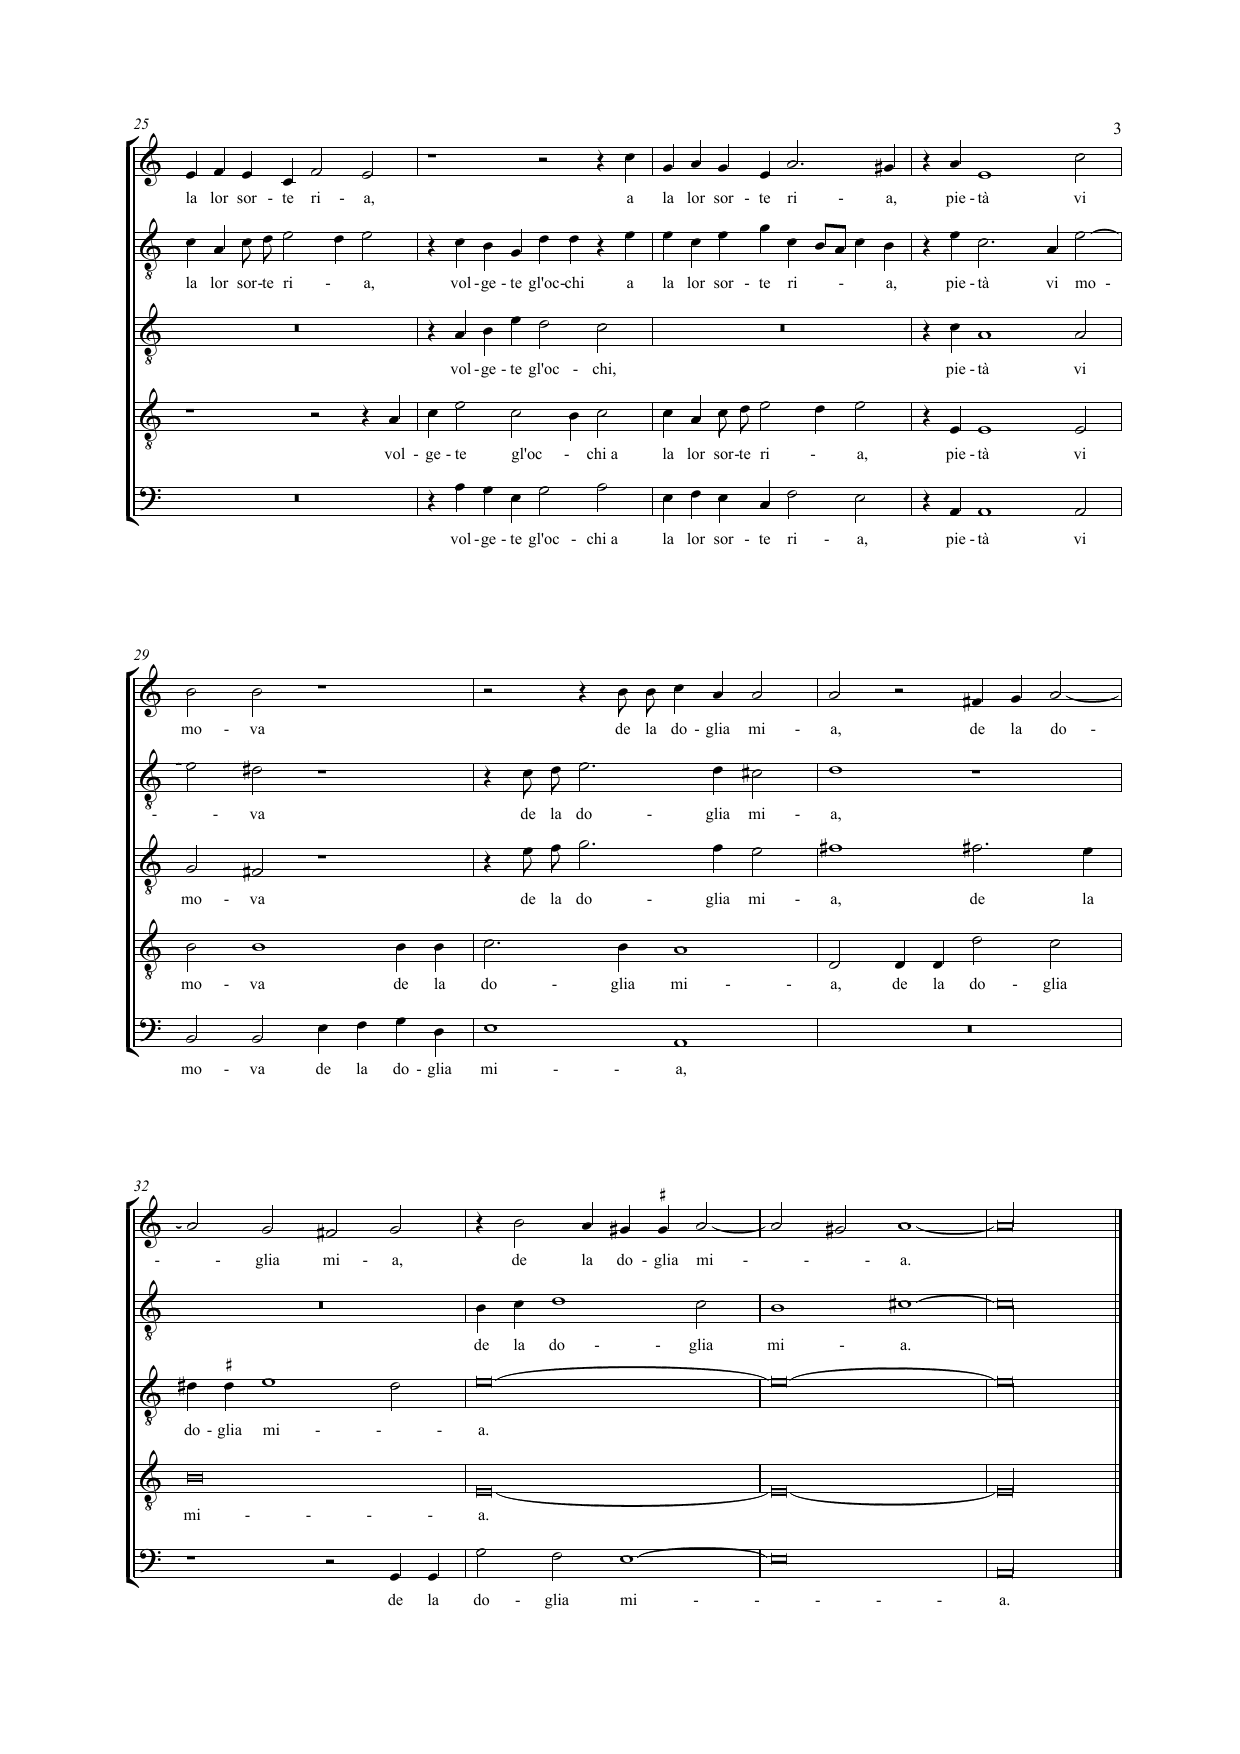 25
3
la lor sor - te ri - a, a la lor sor - te ri - a, pie - tà vi
la lor sor-te ri - a, vol - ge - te gl'oc-chi a la lor sor - te ri - a, pie - tà vi mo -
vol - ge - te gl'oc - chi, pie - tà vi
vol - ge - te gl'oc - chi a la lor sor-te ri - a, pie - tà vi
vol - ge - te gl'oc - chi a la lor sor - te ri - a, pie - tà vi
29
mo - va de la do - glia mi - a, de la do -
- - va de la do - glia mi - a,
mo - va de la do - glia mi - a, de la
mo - va de la do - glia mi - - a, de la do - glia
mo - va de la do - glia mi - - a,
32
- - glia mi - a, de la do - glia mi - - - a.
de la do - - glia mi - a.
do - glia mi - - - a.
mi - - - - a.
de la do - glia mi - - - - - a.